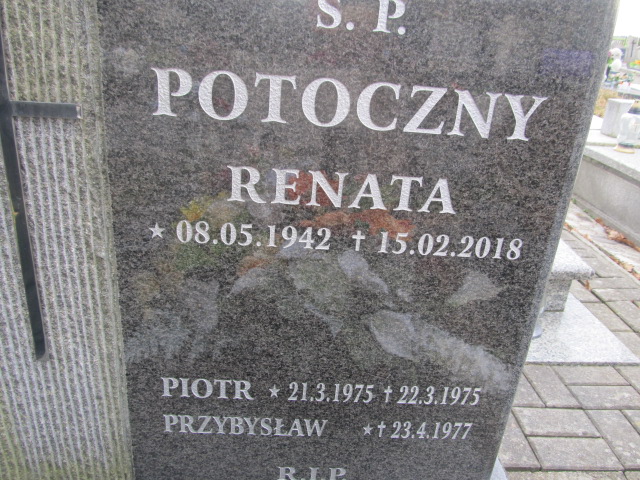 Ś. P.
POTOCZNY
RENATA
* 08.05.1942 † 15.02.2018
PIOTR * 21.3.1975 † 22.3.1975
PRZYBYSŁAW *† 23.4.1977
R.I.P.